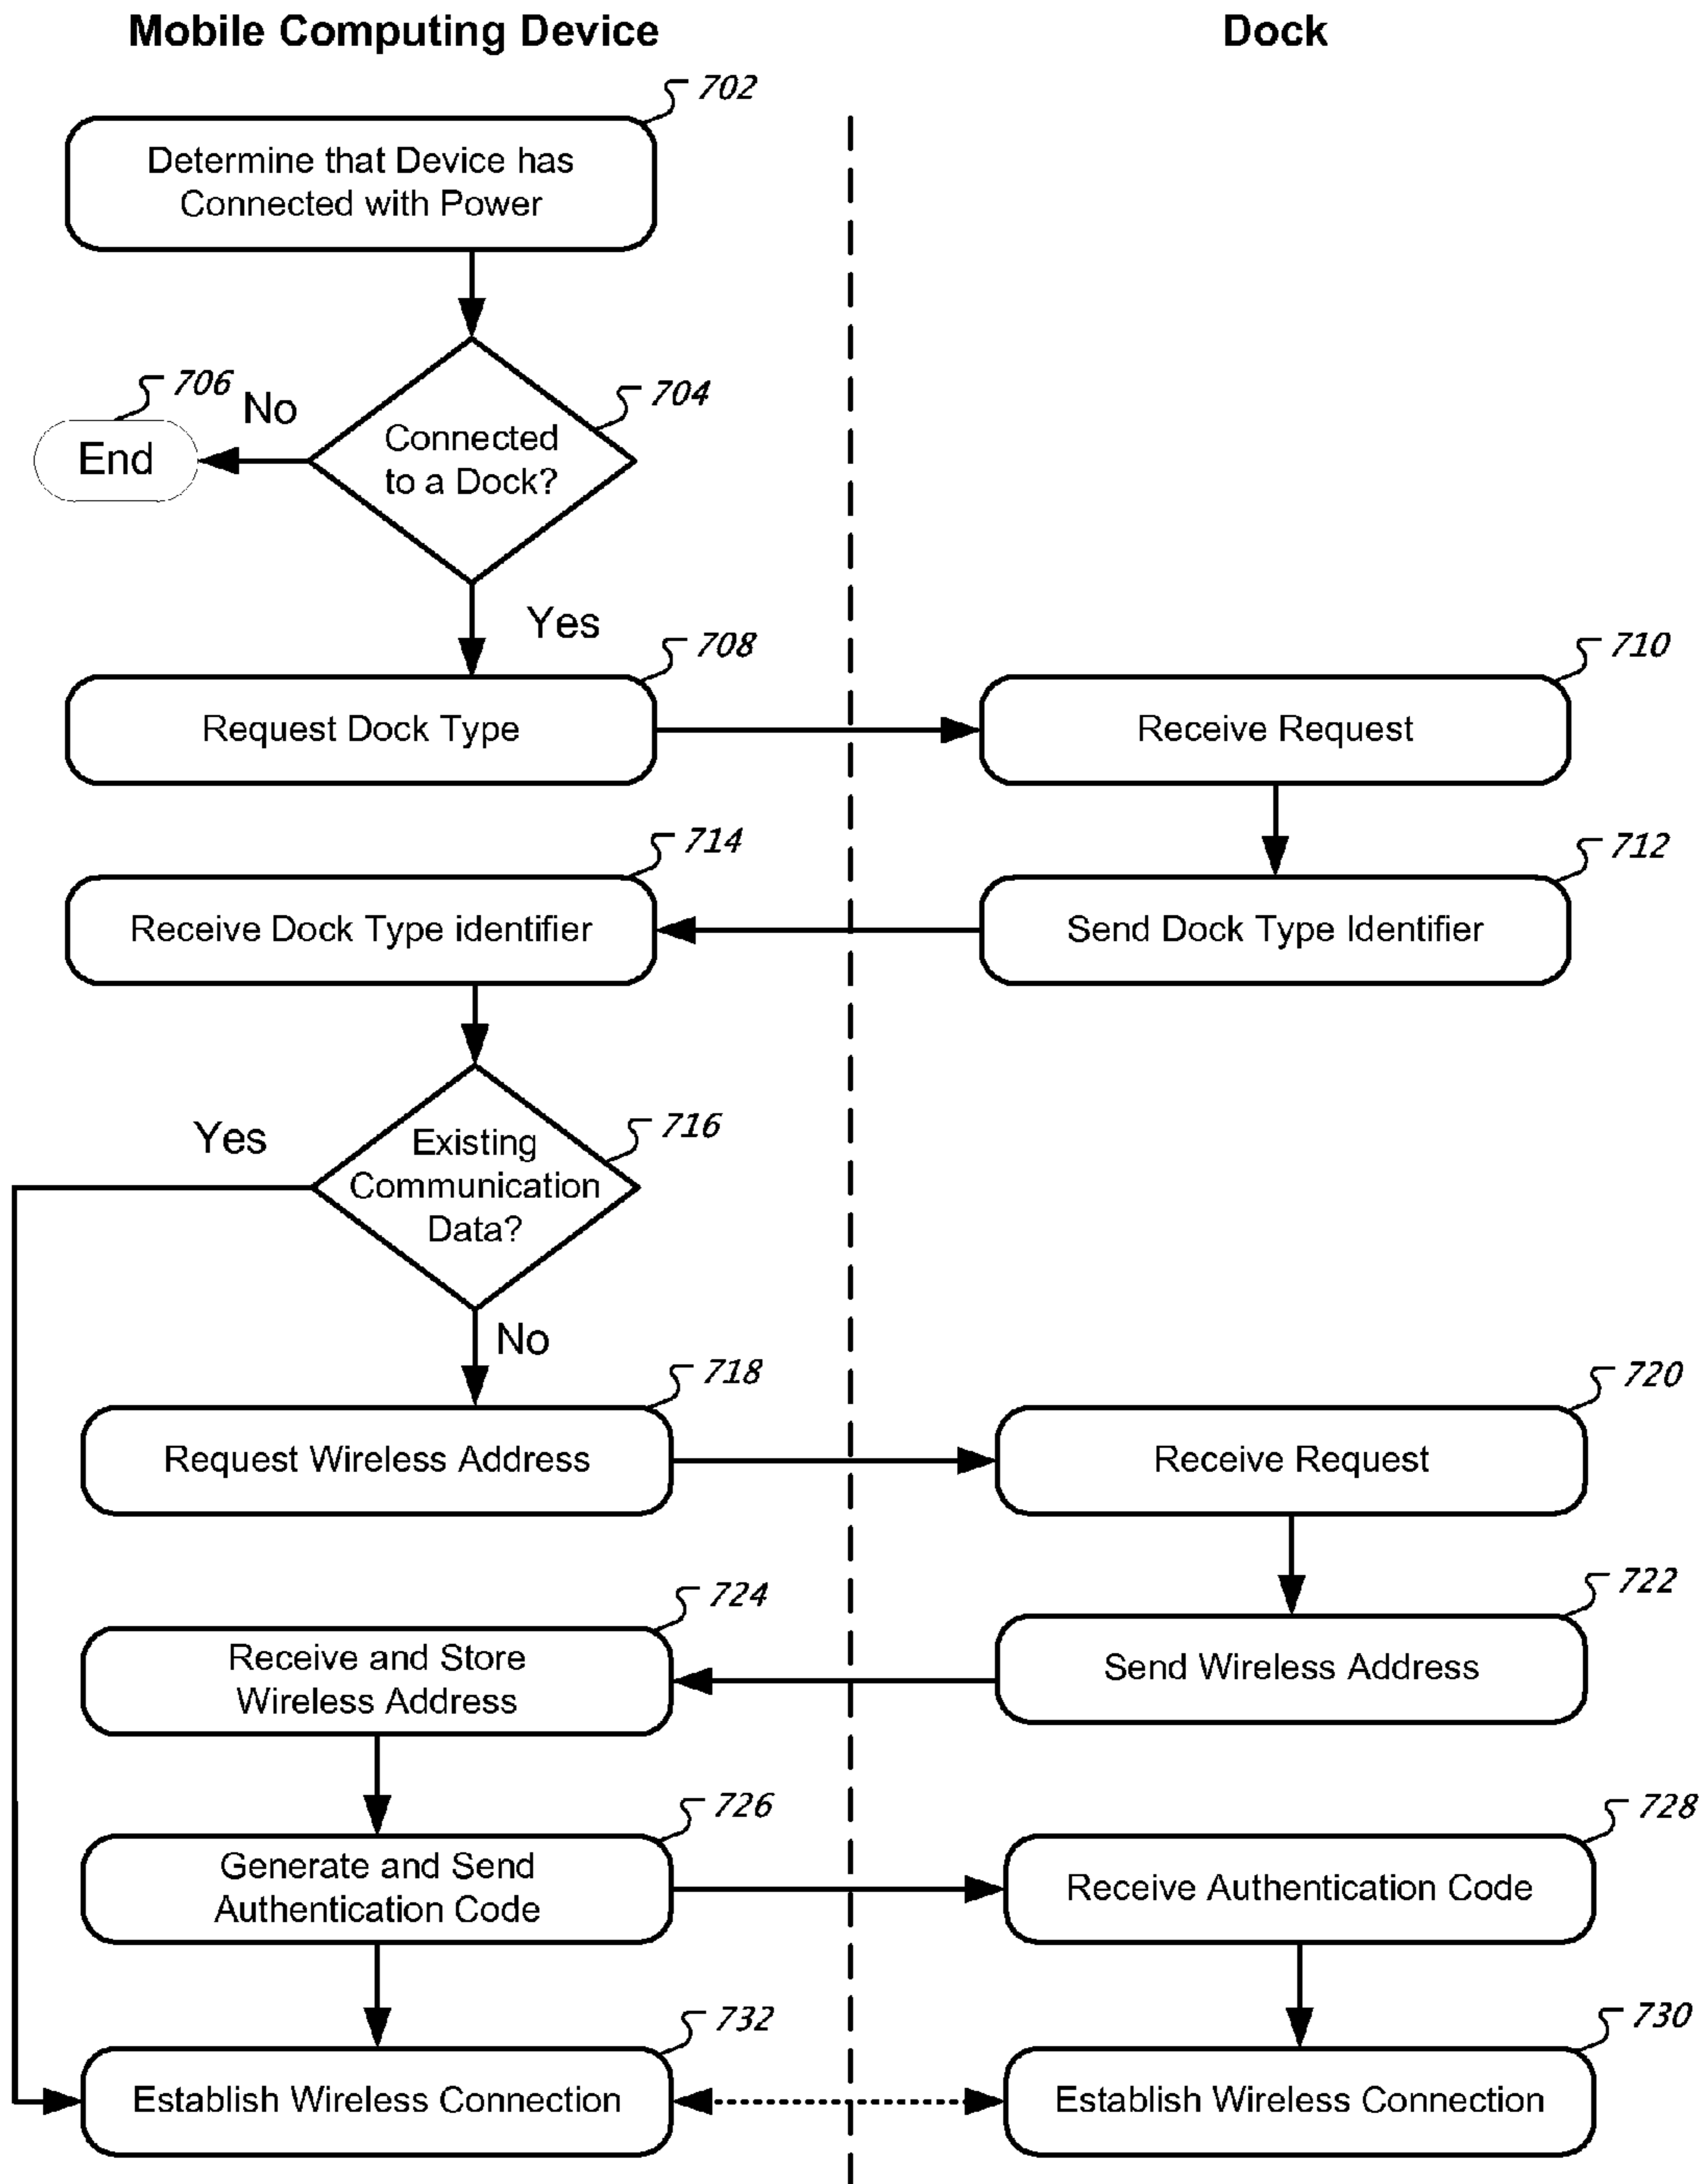 Mobile Computing Device
Dock
702
Determine that Device has
Connected with Power
706
No
704
End
Connected
to a Dock?
Yes
708
710
Request Dock Type
Receive Request
714
712
Receive Dock Type identifier
Send Dock Type Identifier
Yes
716
Existing
Communication
Data?
No
718
720
Request Wireless Address
Receive Request
724
722
Receive and Store
Wireless Address
Send Wireless Address
726
728
Generate and Send
Authentication Code
Receive Authentication Code
732
730
Establish Wireless Connection
Establish Wireless Connection